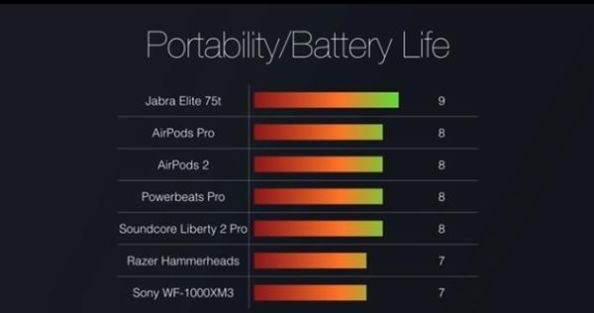 Portability/Battery Life
Jabra Elite 75t 9
AirPods Pro 8
AirPods 2 8
Powerbeats Pro 8
Soundcore Liberty 2 Pro 8
Razer Hammerheads 7
Sony WF-1000XM3 7